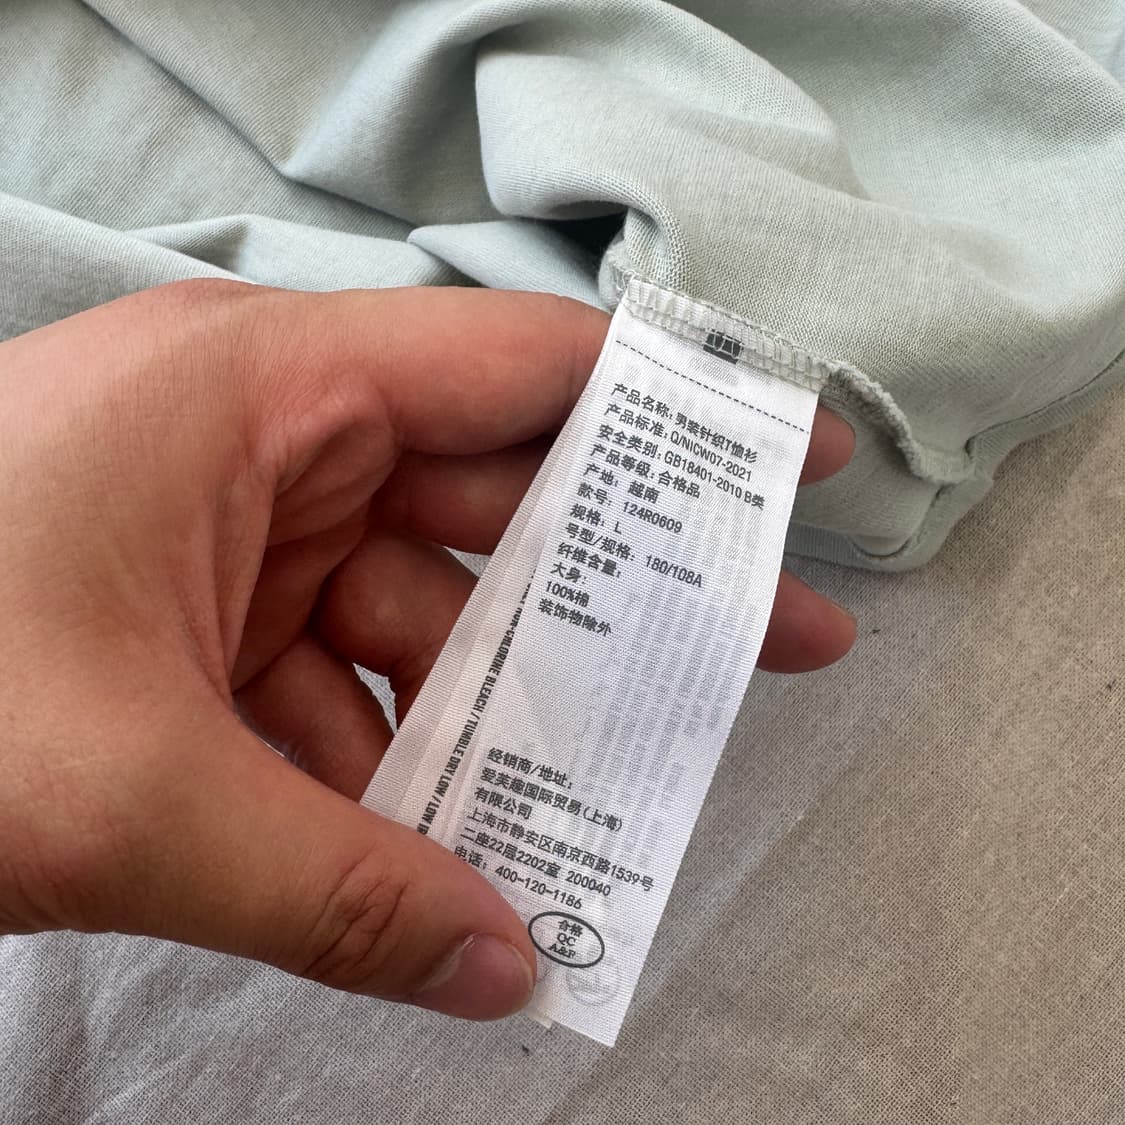 产品名称: 男装针织T恤衫
产品标准: Q/NICW07-2021
安全类别: GB18401-2010 B类
产品等级: 合格品
产地: 越南
款号: 124R0609
规格: L
号型/规格: 180/108A
纤维含量:
大身:
100%棉
装饰物除外
NON-CHLORINE BLEACH / TUMBLE DRY LOW / LOW
经销商/地址:
爱芙趣国际贸易(上海)
有限公司
上海市静安区南京西路1539号
二座22层2202室 200040
电话: 400-120-1186
合格
QC
A&F